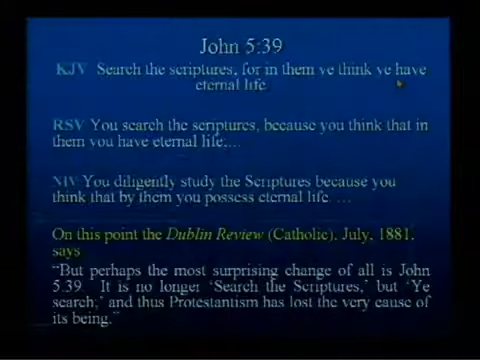 John 5:39
KJV Search the scriptures, for in them ye think ye have
eternal life.
RSV You search the scriptures, because you think that in
them you have eternal life;...
NIV You diligently study the Scriptures because you
think that by them you possess eternal life. ...
On this point the Dublin Review (Catholic), July, 1881,
says
"But perhaps the most surprising change of all is John
5.39. It is no longer 'Search the Scriptures,' but 'Ye
search;' and thus Protestantism has lost the very cause of
its being."